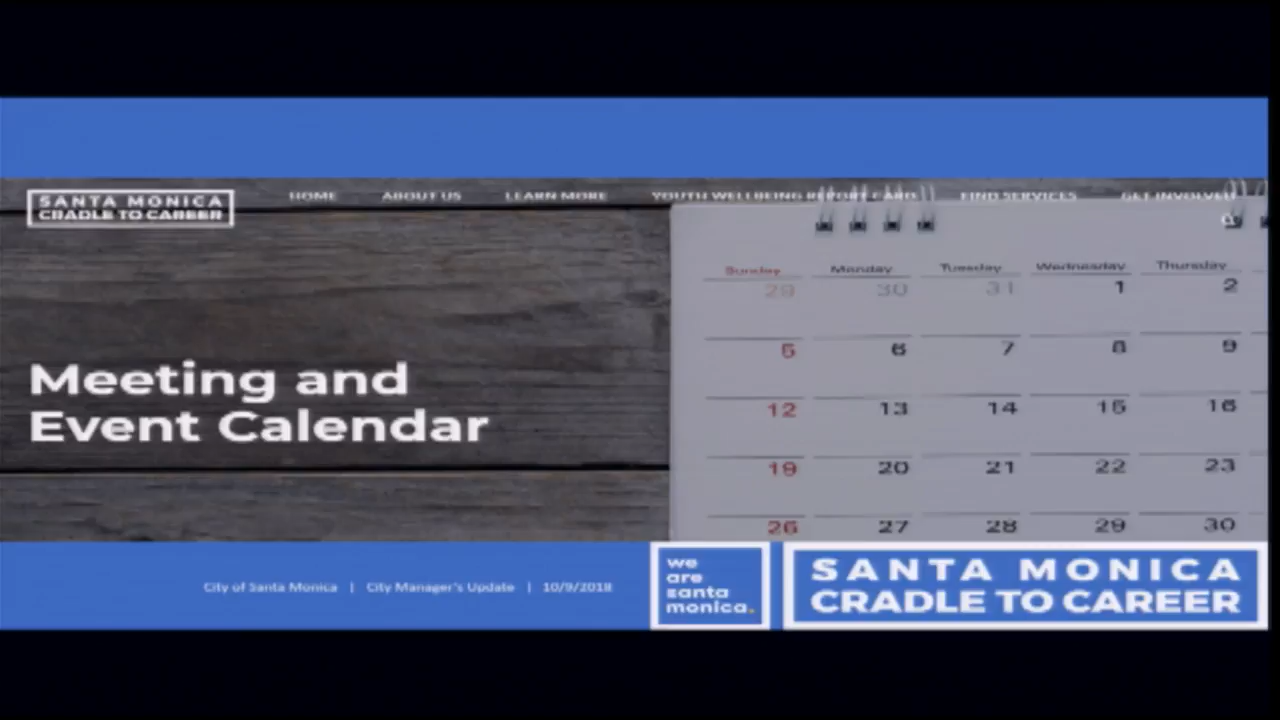 SANTA MONICA
CRADLE TO CAREER
HOME ABOUT US LEARN MORE YOUTH WELLBEING REPORT CARD FIND SERVICES GET INVOLVED
Meeting and
Event Calendar
Sunday Monday Tuesday Wednesday Thursday
29 30 31 1 2
5 6 7 8 9
12 13 14 15 16
19 20 21 22 23
26 27 28 29 30
City of Santa Monica | City Manager's Update | 10/9/2018
we
are
santa
monica.
SANTA MONICA
CRADLE TO CAREER